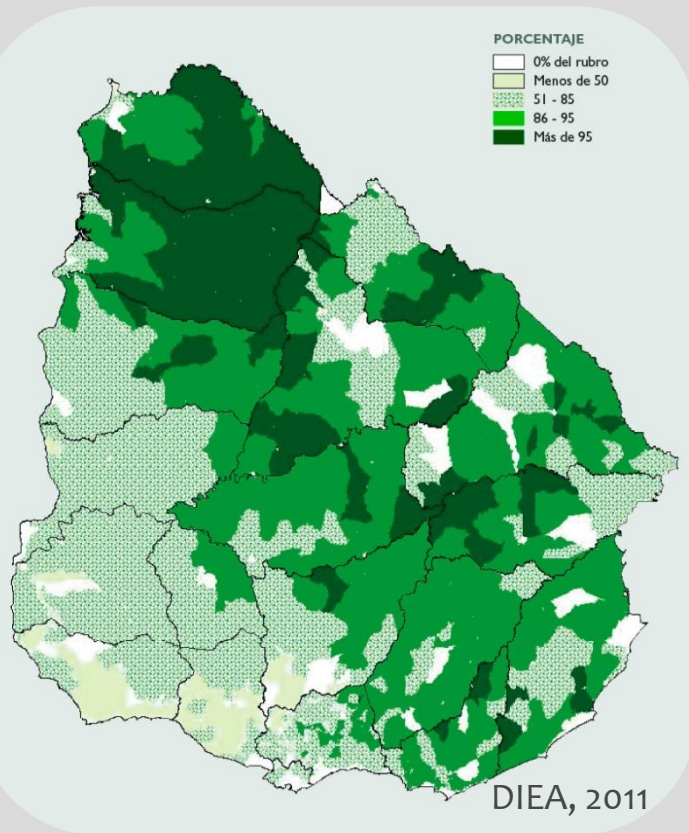 PORCENTAJE
0% del rubro
Menos de 50
51 - 85
86 - 95
Más de 95
DIEA, 2011